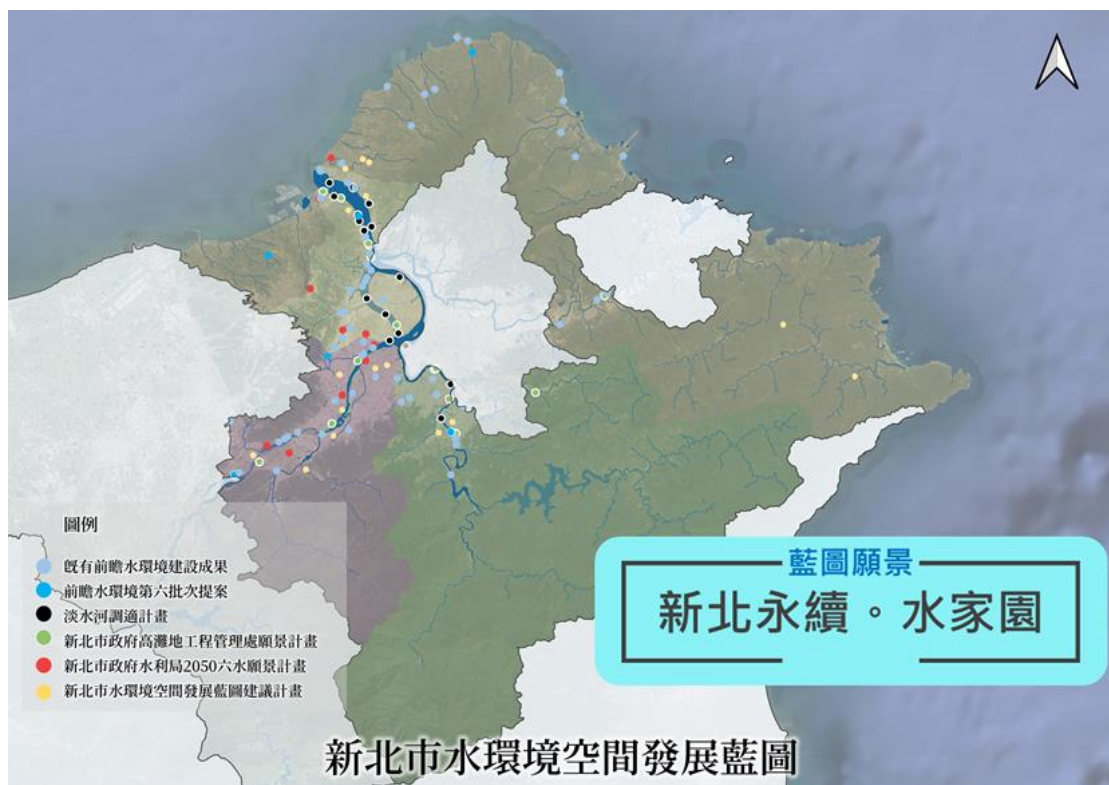 圖例
既有前瞻水環境建設成果
前瞻水環境第六批次提案
淡水河調適計畫
新北市政府高灘地工程管理處願景計畫
新北市政府水利局2050六水願景計畫
新北市水環境空間發展藍圖建議計畫
藍圖願景
新北永續。水家園
新北市水環境空間發展藍圖